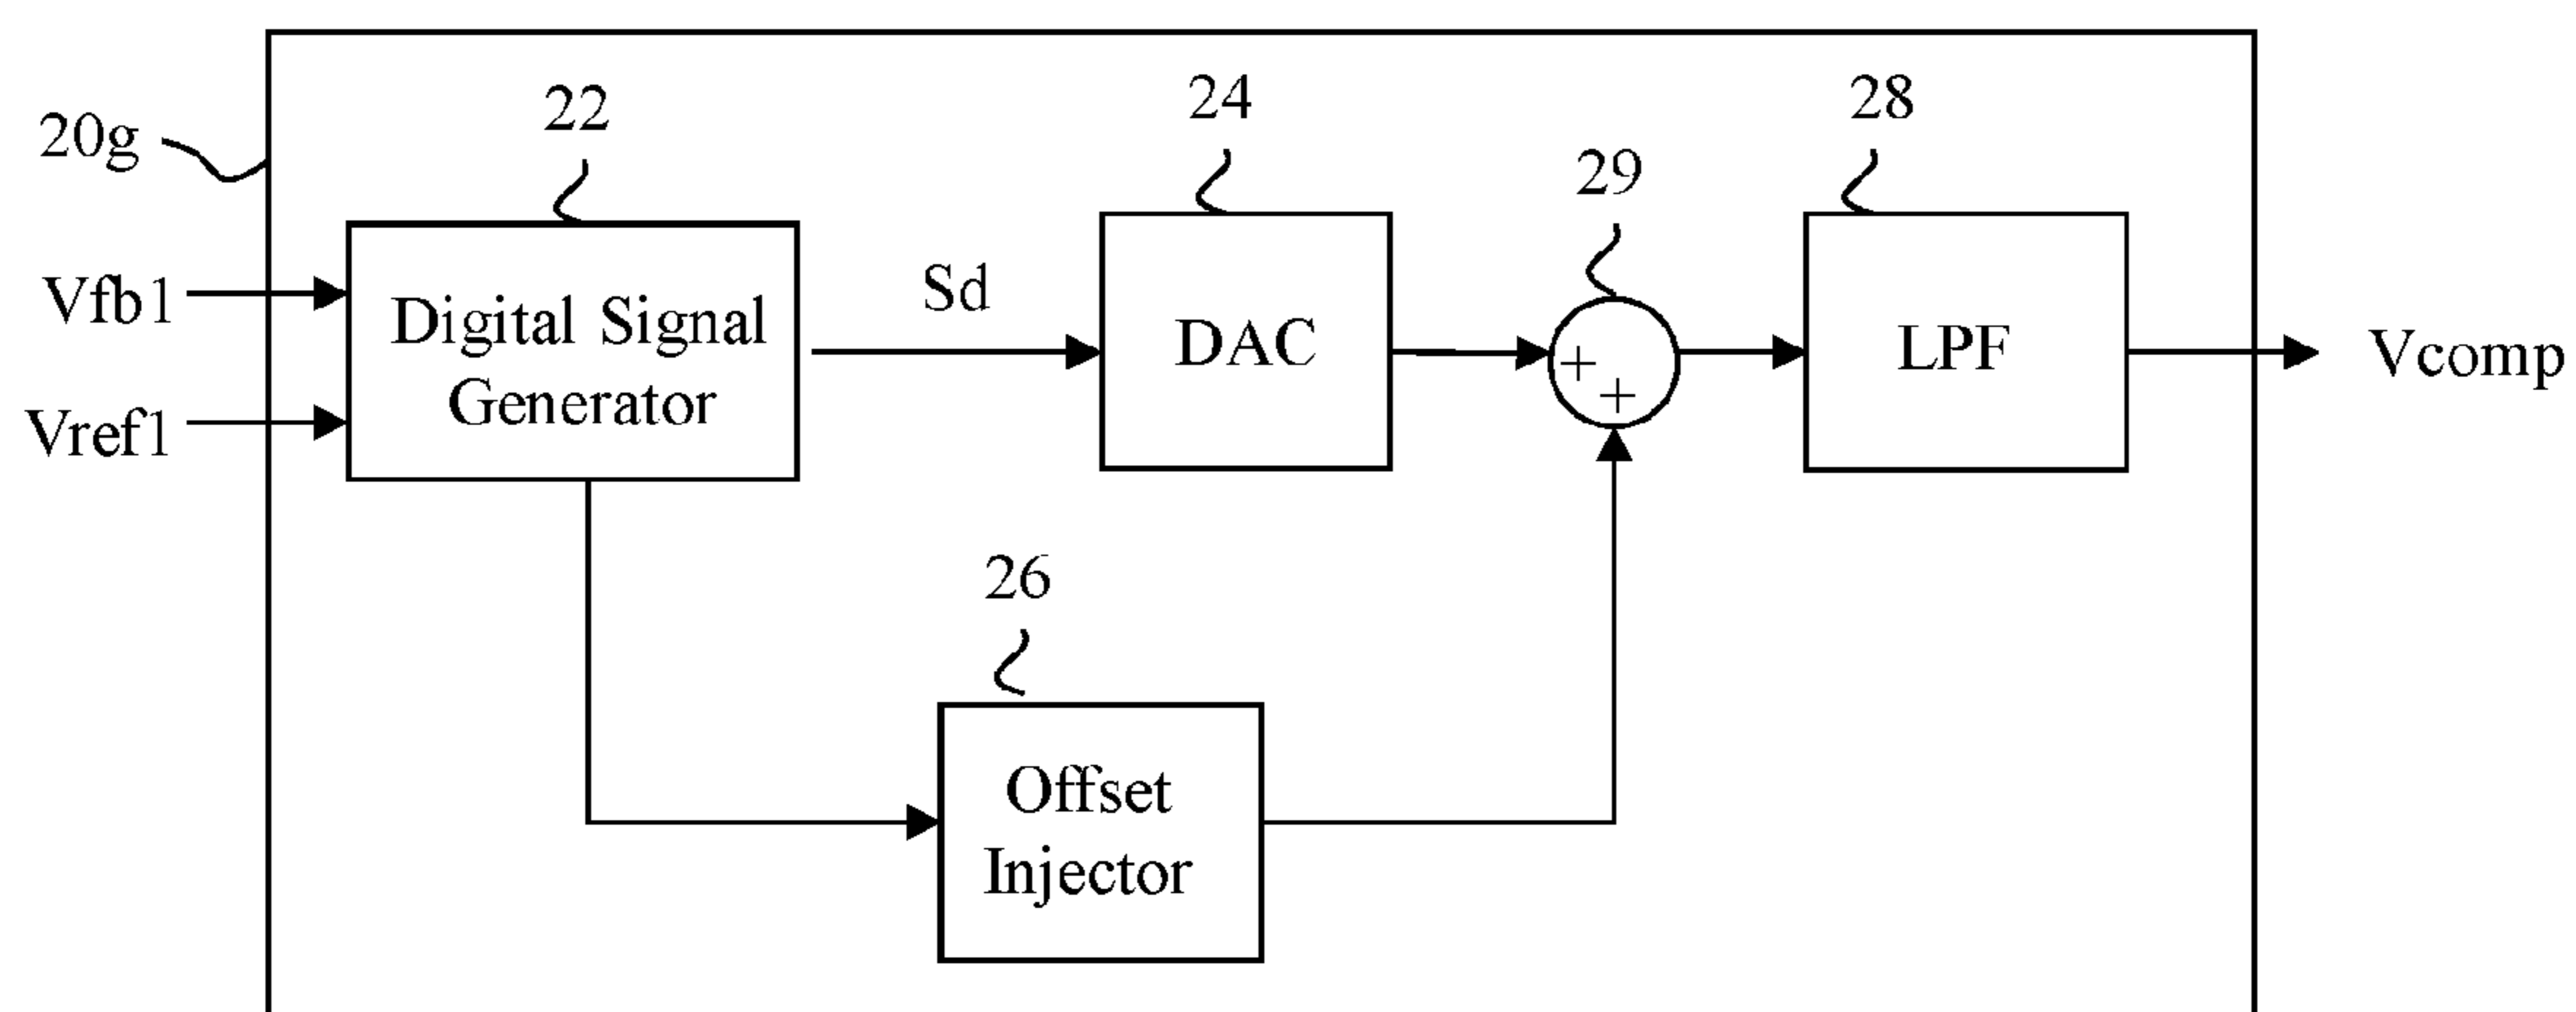 20g
22
24
29
28
Vfb1
Vref1
Digital Signal
Generator
Sd
DAC
+
+
LPF
Vcomp
26
Offset
Injector